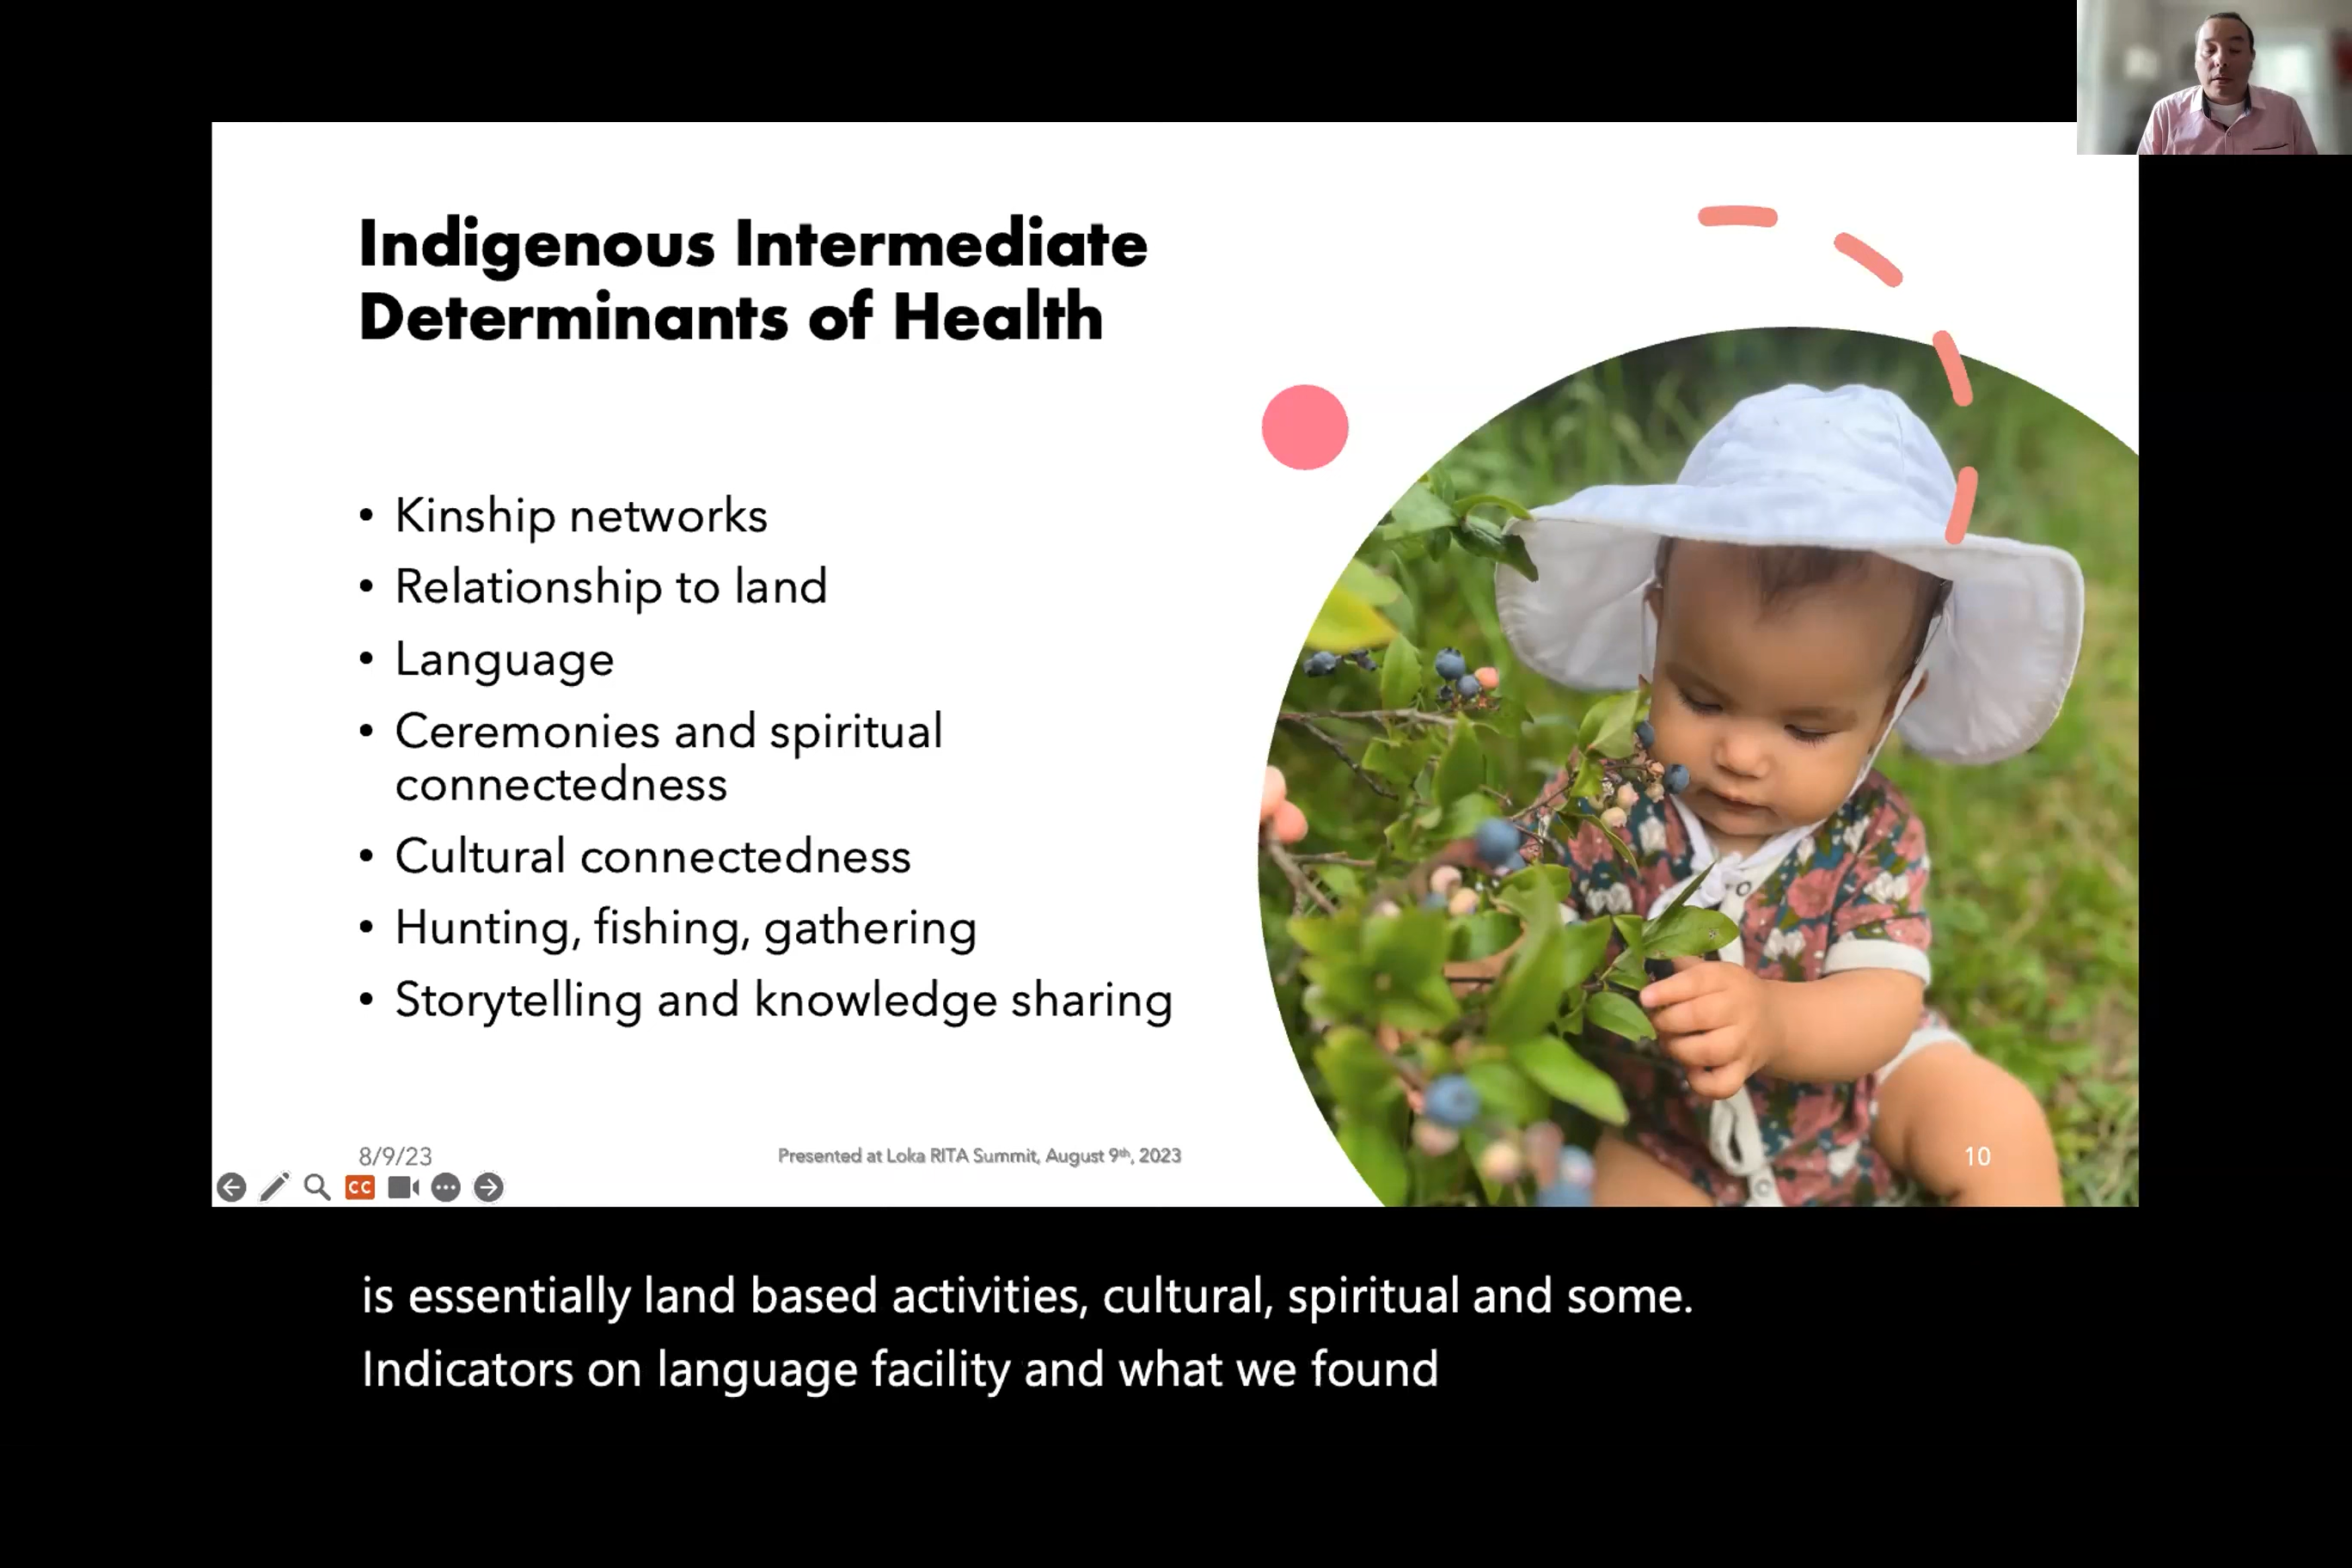 Indigenous Intermediate
Determinants of Health
• Kinship networks
• Relationship to land
• Language
• Ceremonies and spiritual
connectedness
• Cultural connectedness
• Hunting, fishing, gathering
• Storytelling and knowledge sharing
8/9/23
Presented at Loka RITA Summit, August 9th, 2023
10
CC
is essentially land based activities, cultural, spiritual and some.
Indicators on language facility and what we found